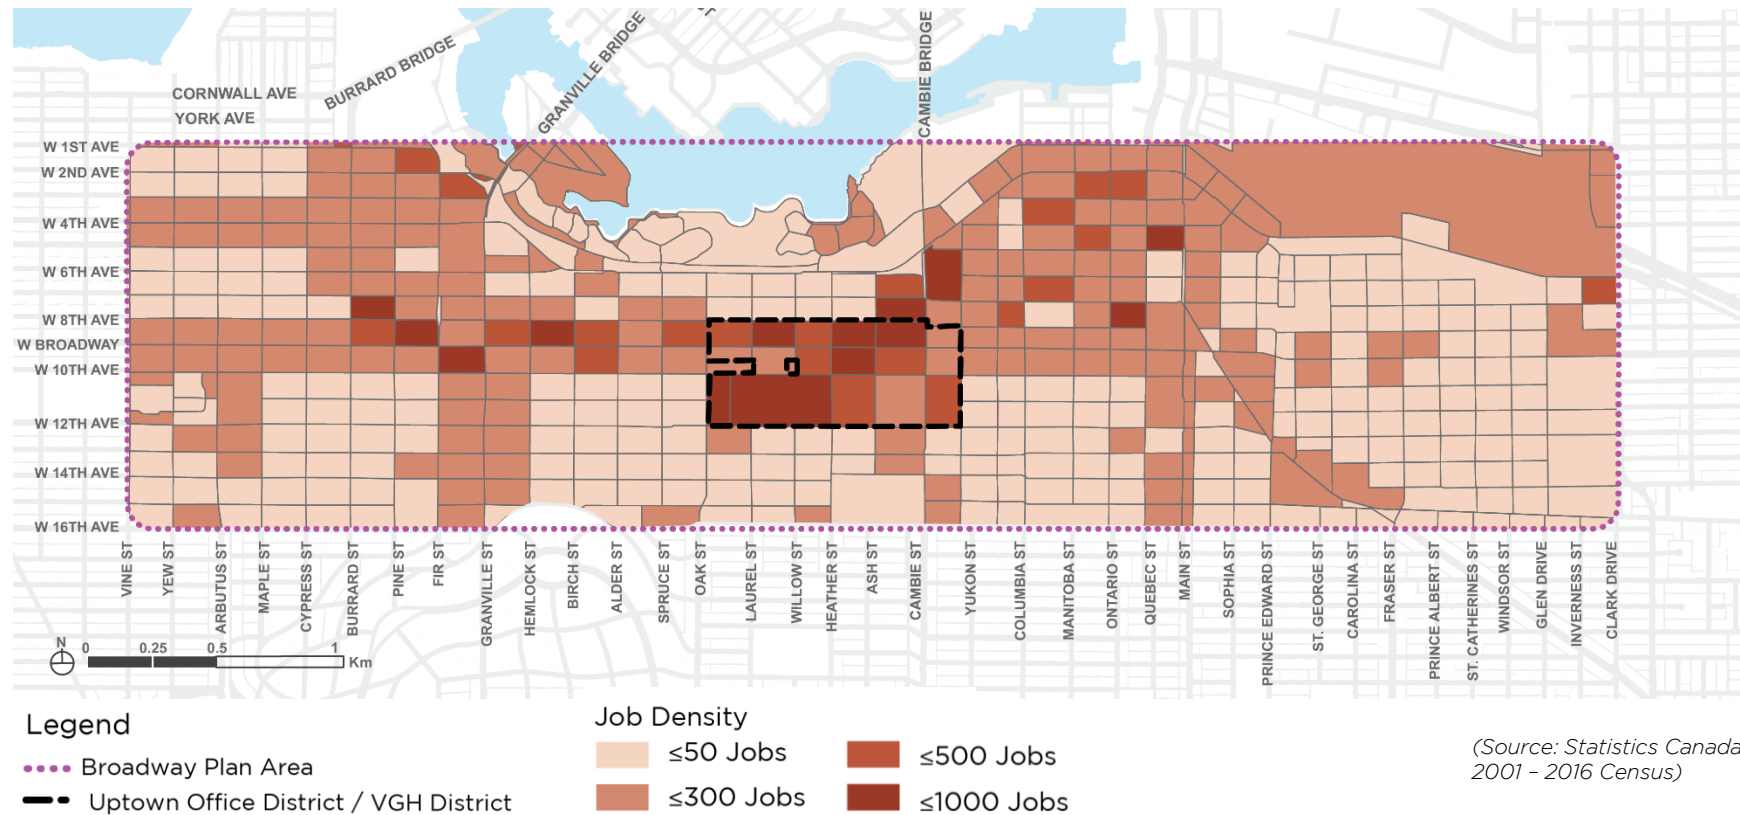 BURRARD BRIDGE
GRANVILLE BRIDGE
CAMBIE BRIDGE
CORNWALL AVE
YORK AVE
W 1ST AVE
W 2ND AVE
W 4TH AVE
W 6TH AVE
W 8TH AVE
W BROADWAY
W 10TH AVE
W 12TH AVE
W 14TH AVE
W 16TH AVE
VINE ST
YEW ST
ARBUTUS ST
MAPLE ST
CYPRESS ST
BURRARD ST
PINE ST
FIR ST
GRANVILLE ST
HEMLOCK ST
BIRCH ST
ALDER ST
SPRUCE ST
OAK ST
LAUREL ST
WILLOW ST
HEATHER ST
ASH ST
CAMBIE ST
YUKON ST
COLUMBIA ST
MANITOBA ST
ONTARIO ST
QUEBEC ST
MAIN ST
SOPHIA ST
PRINCE EDWARD ST
ST. GEORGE ST
CAROLINA ST
FRASER ST
PRINCE ALBERT ST
ST. CATHERINES ST
WINDSOR ST
GLEN DRIVE
INVERNESS ST
CLARK DRIVE
N
0 0.25 0.5 1 Km
Legend
Broadway Plan Area
Uptown Office District / VGH District
Job Density
≤50 Jobs
≤300 Jobs
≤500 Jobs
≤1000 Jobs
(Source: Statistics Canada
2001 – 2016 Census)